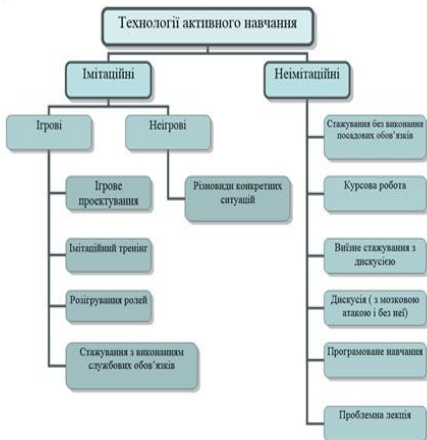 Технології активного навчання
Імітаційні
Неімітаційні
Ігрові
Неігрові
Ігрове
проектування
Імітаційний тренінг
Розігрування ролей
Стажування з виконанням
службових обов'язків
Різновиди конкретних
ситуацій
Стажування без виконання
посадових обов'язків
Курсова робота
Виїзне стажування з
дискусією
Дискусія ( з мозковою
атакою і без неї)
Програмоване навчання
Проблемна лекція